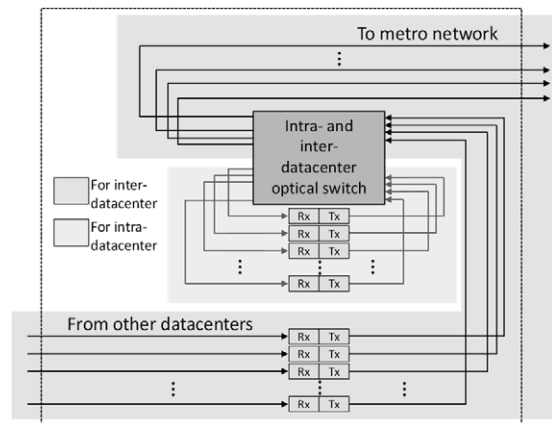 To metro network
Intra- and
inter-
datacenter
optical switch
For inter-
datacenter
For intra-
datacenter
Rx Tx
Rx Tx
Rx Tx
Rx Tx
From other datacenters
Rx Tx
Rx Tx
Rx Tx
Rx Tx